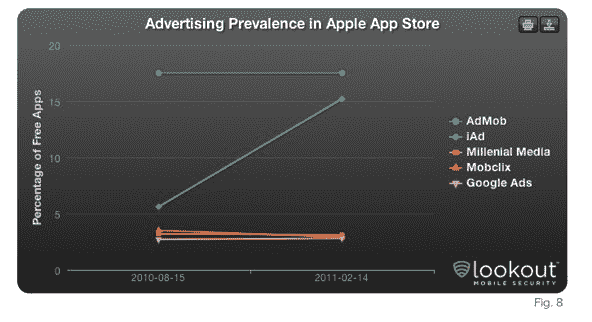 Advertising Prevalence in Apple App Store
20
15
10
5
0
Percentage of Free Apps
2010-08-15
2011-02-14
AdMob
iAd
Millenial Media
Mobclix
Google Ads
lookout
MOBILE SECURITY
Fig. 8